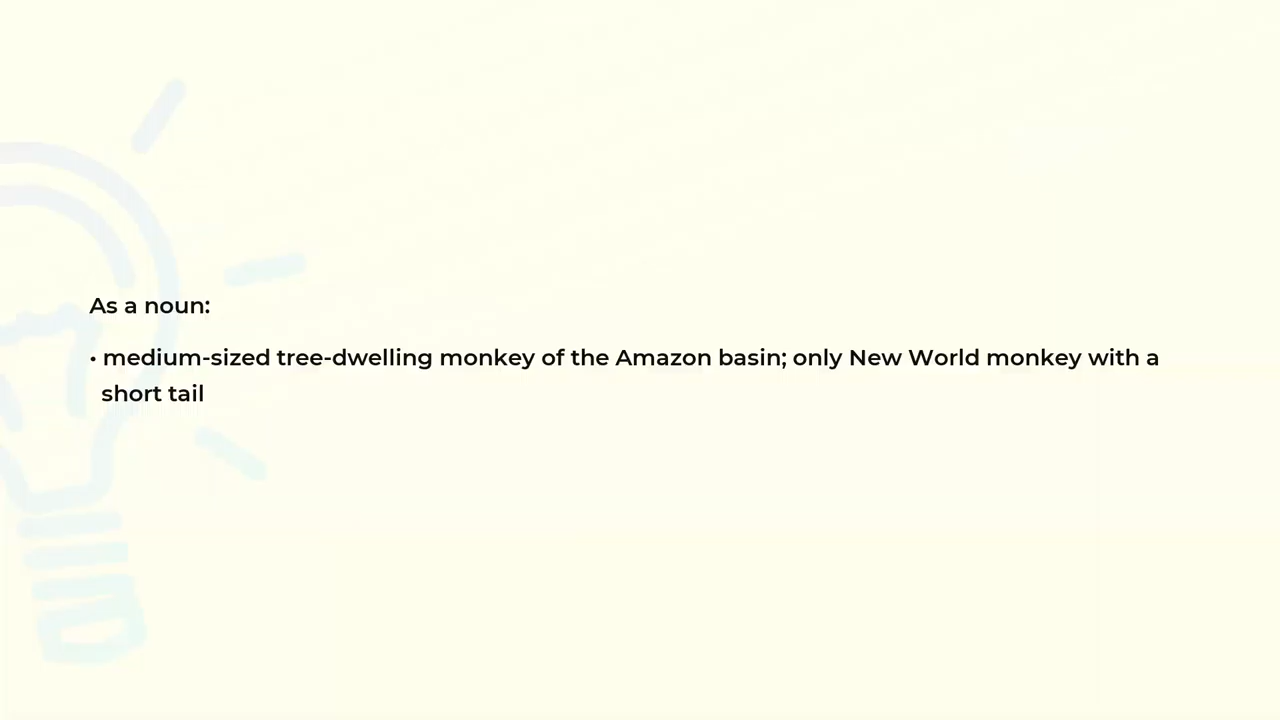 As a noun:
• medium-sized tree-dwelling monkey of the Amazon basin; only New World monkey with a
short tail